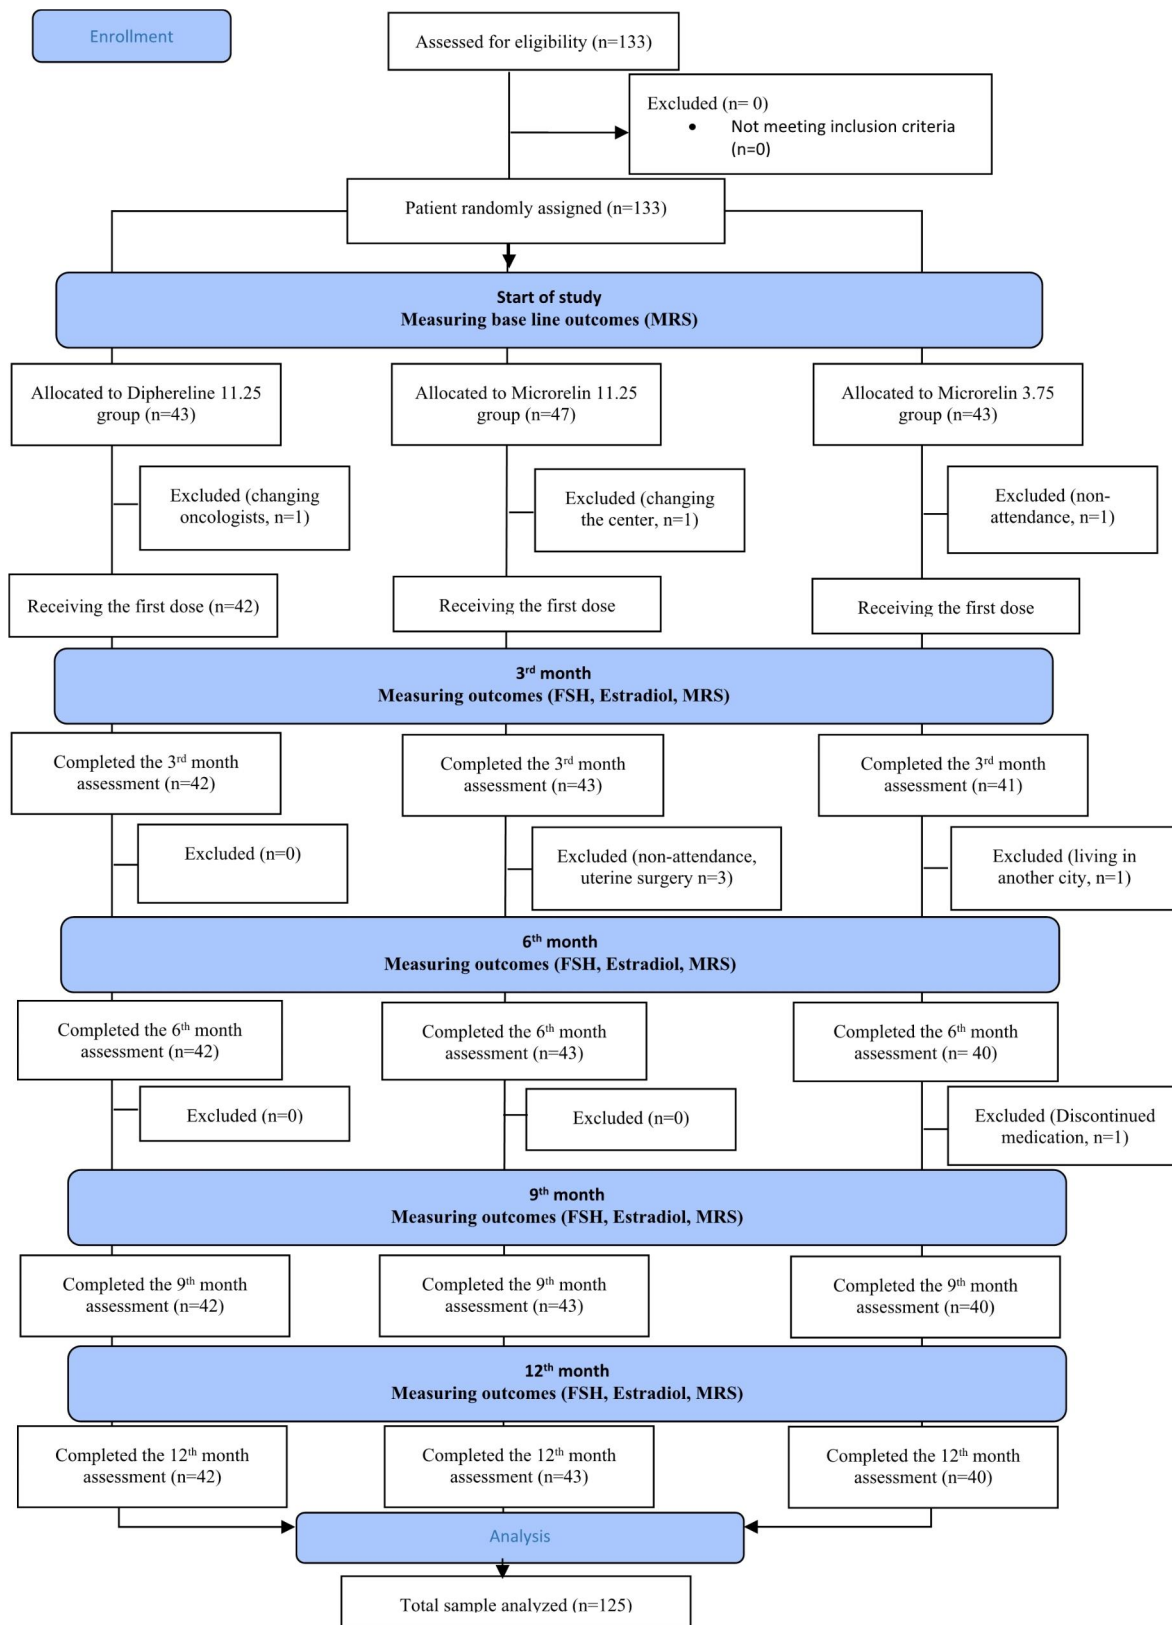 Enrollment
Assessed for eligibility (n=133)
Excluded (n= 0)
• Not meeting inclusion criteria
(n=0)
Patient randomly assigned (n=133)
Start of study
Measuring base line outcomes (MRS)
Allocated to Diphereline 11.25
group (n=43)
Allocated to Microrelin 11.25
group (n=47)
Allocated to Microrelin 3.75
group (n=43)
Excluded (changing
oncologists, n=1)
Excluded (changing
the center, n=1)
Excluded (non-
attendance, n=1)
Receiving the first dose (n=42)
Receiving the first dose
Receiving the first dose
3rd month
Measuring outcomes (FSH, Estradiol, MRS)
Completed the 3rd month
assessment (n=42)
Completed the 3rd month
assessment (n=43)
Completed the 3rd month
assessment (n=41)
Excluded (n=0)
Excluded (non-attendance,
uterine surgery n=3)
Excluded (living in
another city, n=1)
6th month
Measuring outcomes (FSH, Estradiol, MRS)
Completed the 6th month
assessment (n=42)
Completed the 6th month
assessment (n=43)
Completed the 6th month
assessment (n= 40)
Excluded (n=0)
Excluded (n=0)
Excluded (Discontinued
medication, n=1)
9th month
Measuring outcomes (FSH, Estradiol, MRS)
Completed the 9th month
assessment (n=42)
Completed the 9th month
assessment (n=43)
Completed the 9th month
assessment (n=40)
12th month
Measuring outcomes (FSH, Estradiol, MRS)
Completed the 12th month
assessment (n=42)
Completed the 12th month
assessment (n=43)
Completed the 12th month
assessment (n=40)
Analysis
Total sample analyzed (n=125)